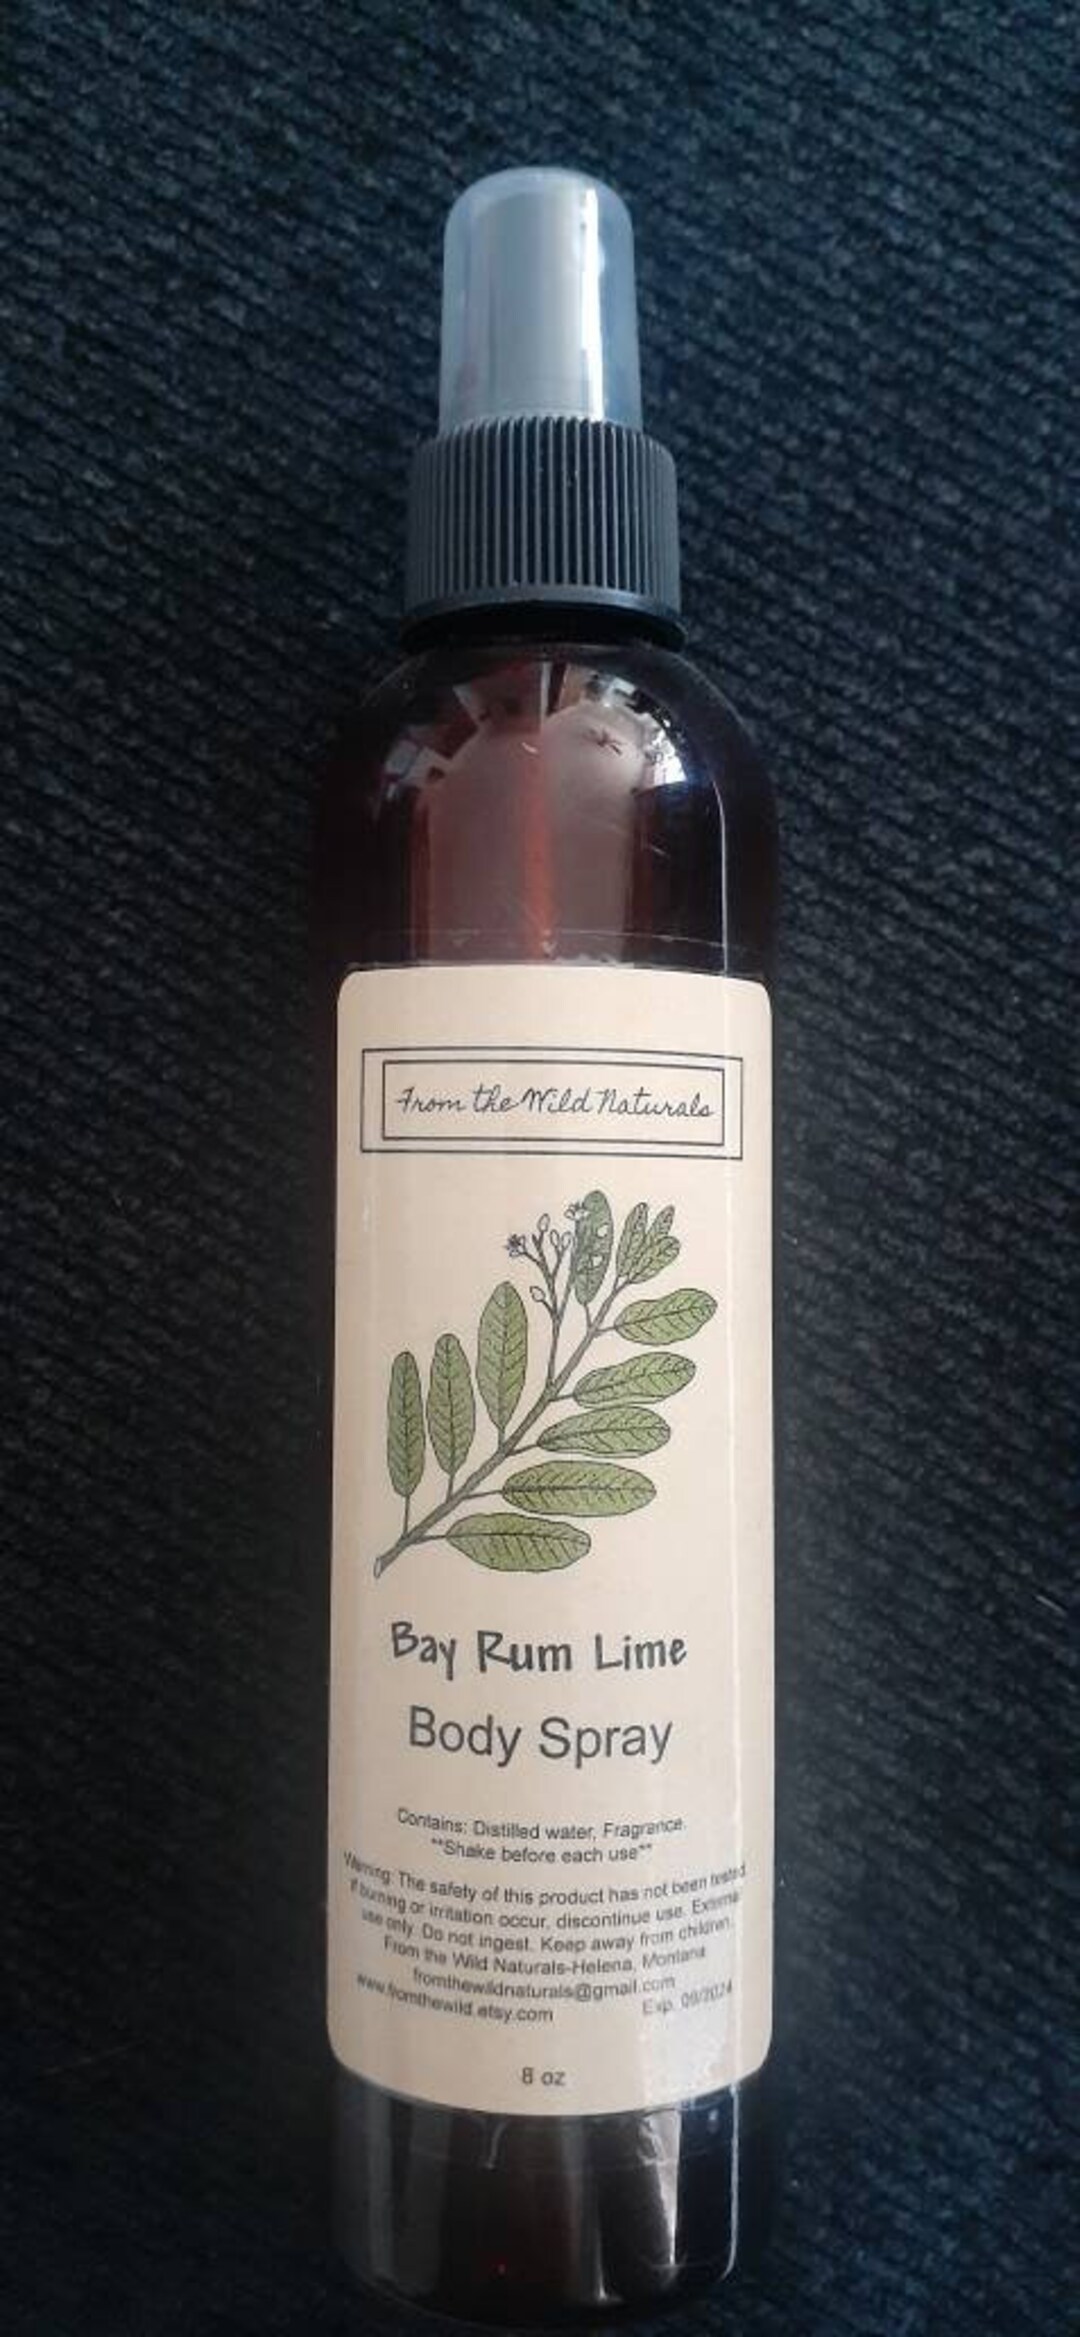 From the Wild Naturals
Bay Rum Lime
Body Spray
Contains: Distilled water, Fragrance.
**Shake before each use**
Warning: The safety of this product has not been tested.
If burning or irritation occur, discontinue use. External
use only. Do not ingest. Keep away from children.
From the Wild Naturals-Helena, Montana
fromthewildnaturals@gmail.com
www.fromthewild.etsy.com Exp. 09/2024
8 oz